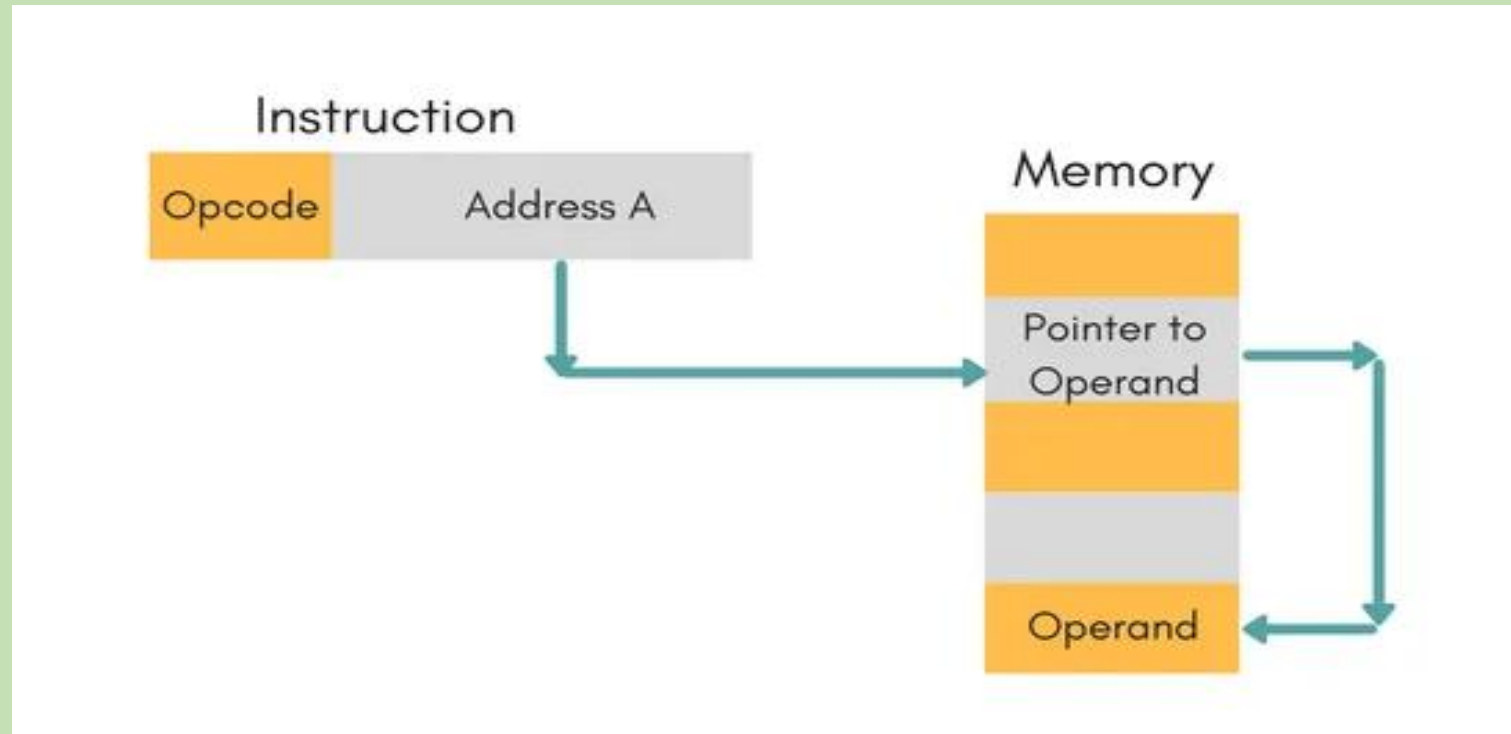 Instruction
Opcode
Address A
Memory
Pointer to
Operand
Operand